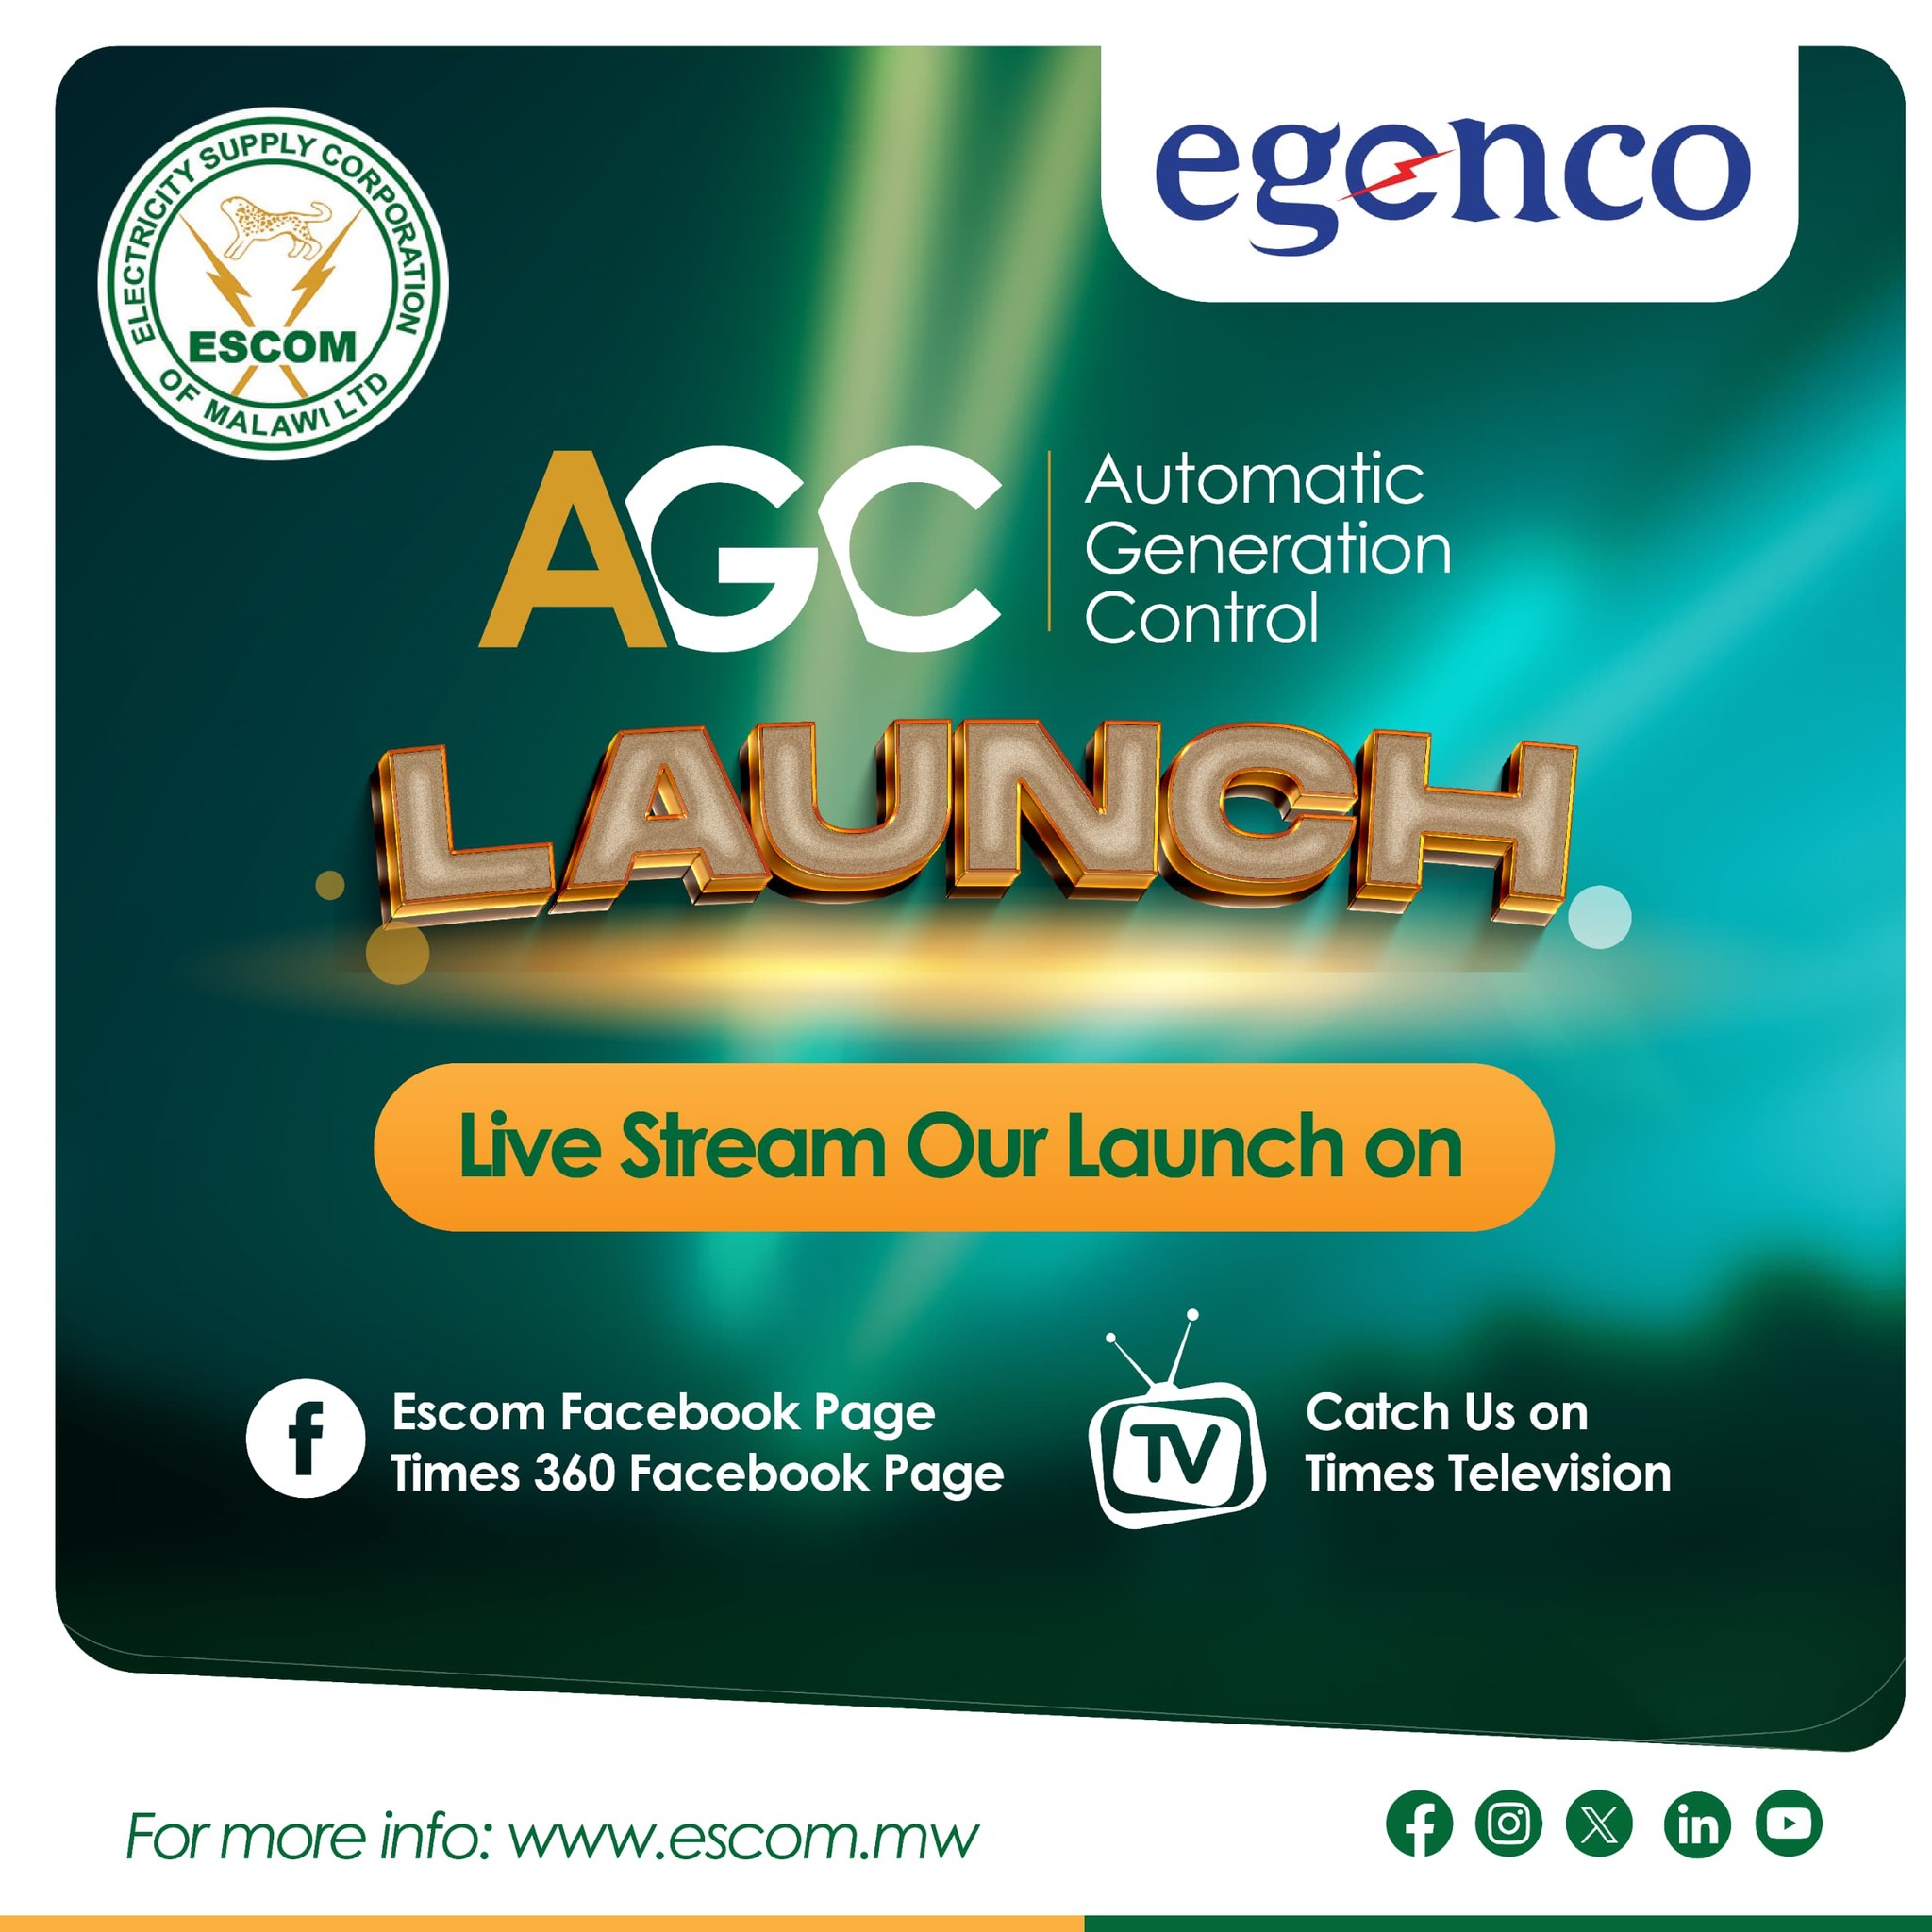 ELECTRICITY SUPPLY CORPORATION
ESCOM
OF MALAWI LTD
egenco
AGC
Automatic
Generation
Control
LAUNCH
Live Stream Our Launch on
Escom Facebook Page
Times 360 Facebook Page
TV
Catch Us on
Times Television
For more info: www.escom.mw